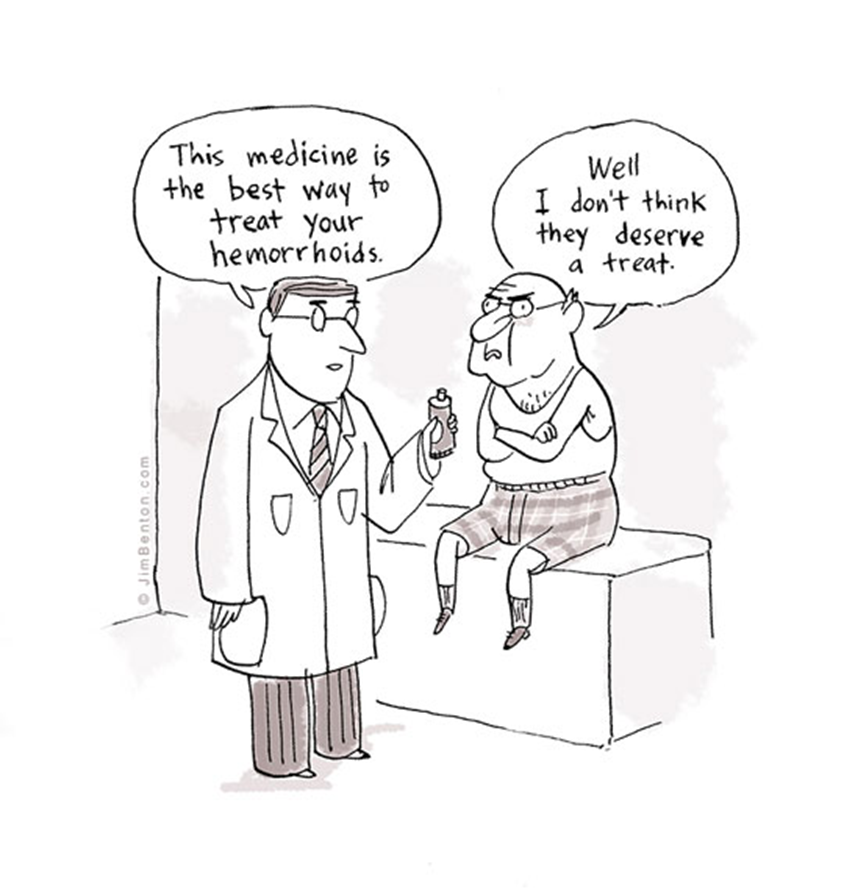 This medicine is
the best way to
treat your
hemorrhoids.
Well
I don't think
they deserve
a treat.
© JimBenton.com